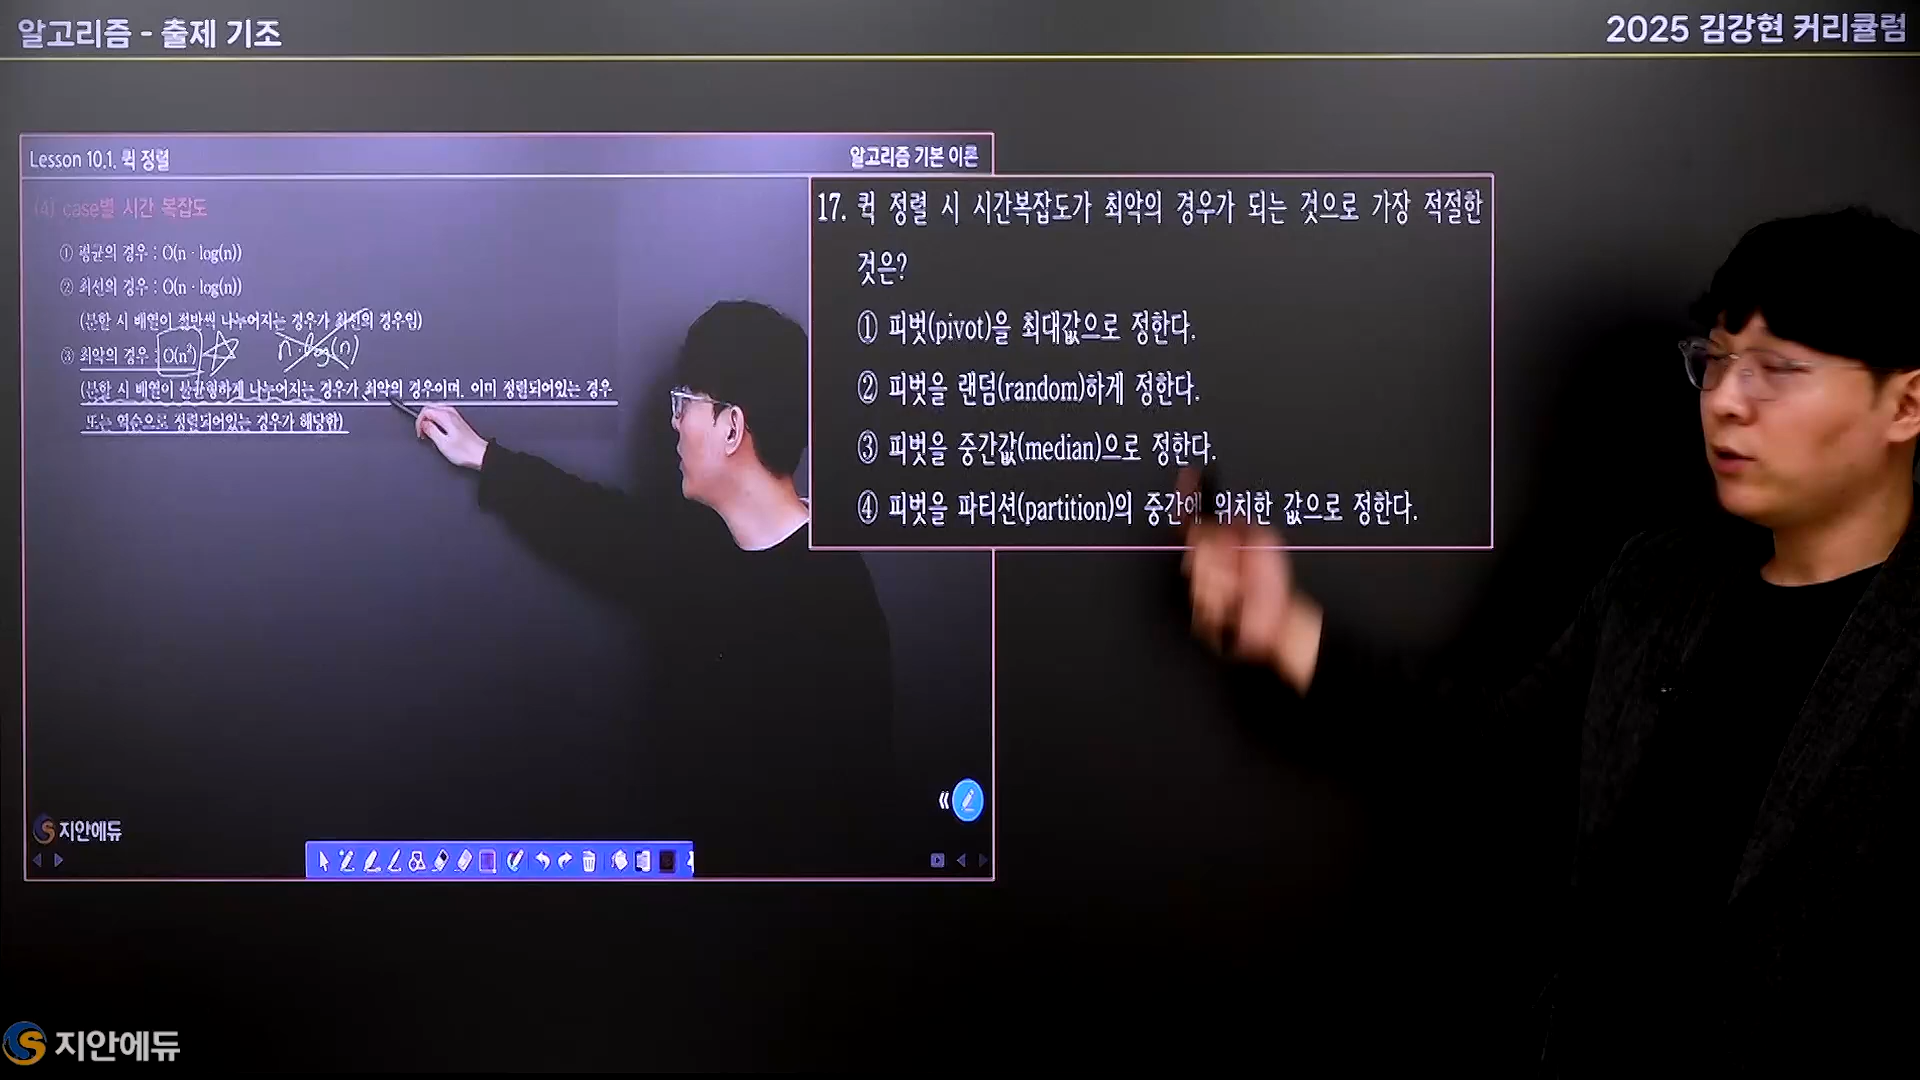 알고리즘 - 출제 기조
2025 김강현 커리큘럼
Lesson 10.1. 퀵 정렬
알고리즘 기본 이론
(4) case별 시간 복잡도
① 평균의 경우 : O(n · log(n))
② 최선의 경우 : O(n · log(n))
(분할 시 배열이 절반씩 나누어지는 경우가 최선의 경우임)
③ 최악의 경우 : O(n²)
n·log(n)
(분할 시 배열이 불균형하게 나누어지는 경우가 최악의 경우이며, 이미 정렬되어있는 경우
또는 역순으로 정렬되어있는 경우가 해당함)
17. 퀵 정렬 시 시간복잡도가 최악의 경우가 되는 것으로 가장 적절한
것은?
① 피벗(pivot)을 최대값으로 정한다.
② 피벗을 랜덤(random)하게 정한다.
③ 피벗을 중간값(median)으로 정한다.
④ 피벗을 파티션(partition)의 중간에 위치한 값으로 정한다.
지안에듀
지안에듀